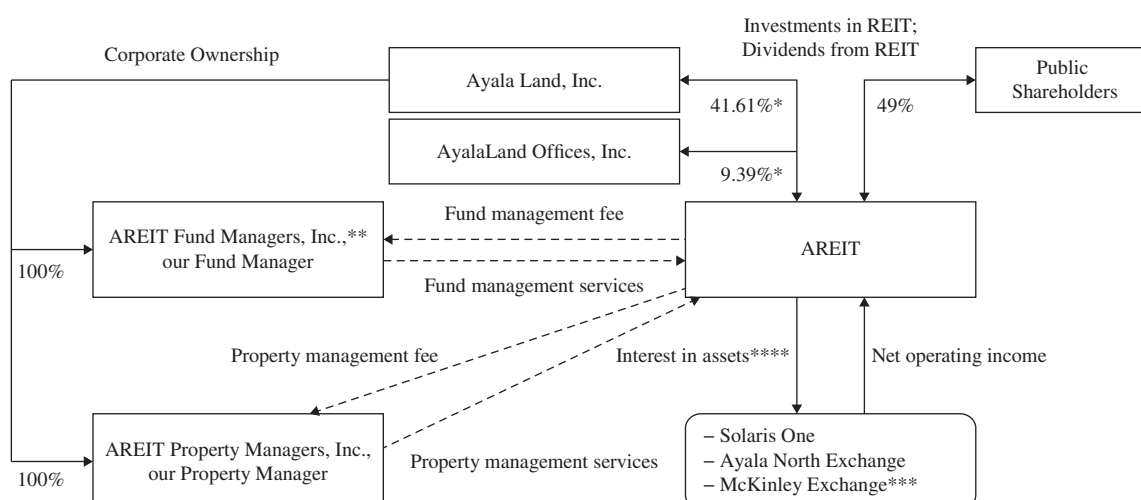 Investments in REIT;
Dividends from REIT
Corporate Ownership
Ayala Land, Inc.
Public
Shareholders
41.61%*
49%
AyalaLand Offices, Inc.
9.39%*
Fund management fee
AREIT Fund Managers, Inc.,**
our Fund Manager
AREIT
100%
Fund management services
Property management fee
Interest in assets****
Net operating income
AREIT Property Managers, Inc.,
our Property Manager
100%
Property management services
– Solaris One
– Ayala North Exchange
– McKinley Exchange***